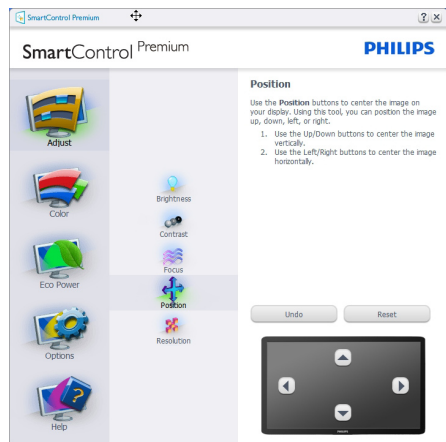 SmartControl Premium
SmartControl Premium
PHILIPS
Adjust
Color
Eco Power
Options
Help
Brightness
Contrast
Focus
Position
Resolution
Position
Use the Position buttons to center the image on
your display. Using this tool, you can position the image
up, down, left, or right.
1. Use the Up/Down buttons to center the image
vertically.
2. Use the Left/Right buttons to center the image
horizontally.
Undo
Reset
PHILIPS